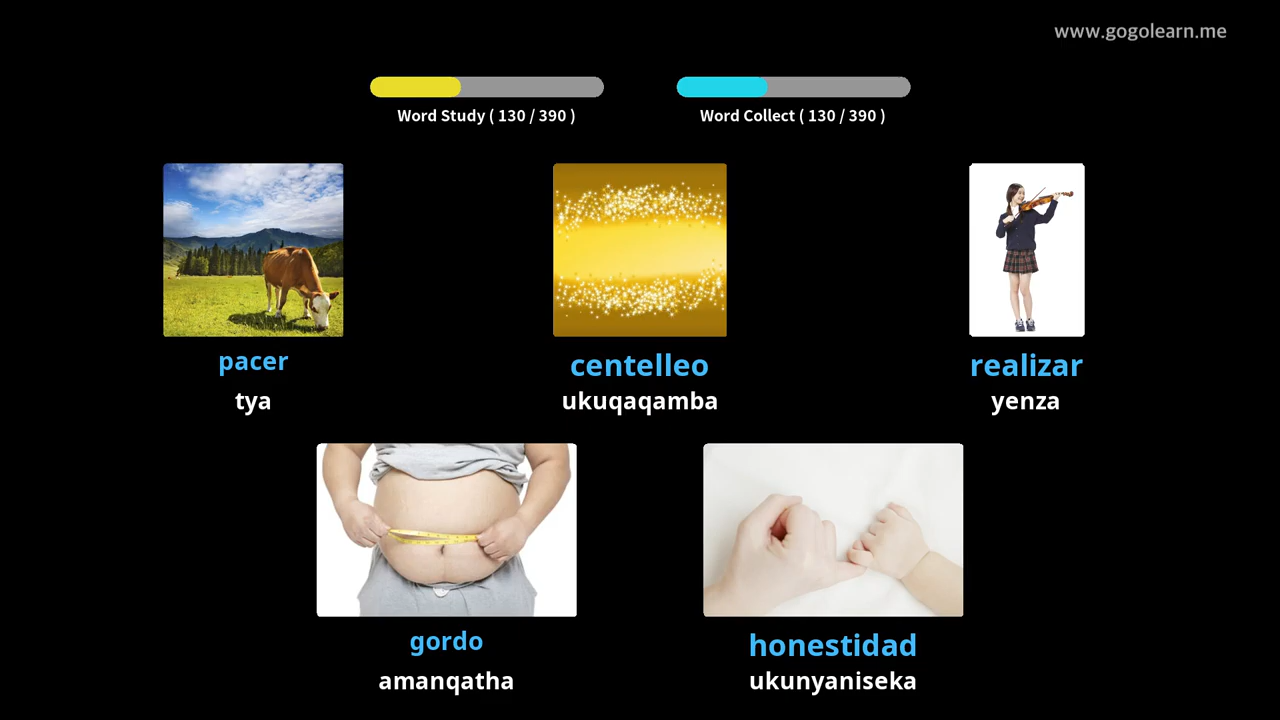 www.gogolearn.me
Word Study ( 130 / 390 )
Word Collect ( 130 / 390 )
pacer
tya
centelleo
ukuqaqamba
realizar
yenza
gordo
amanqatha
honestidad
ukunyaniseka